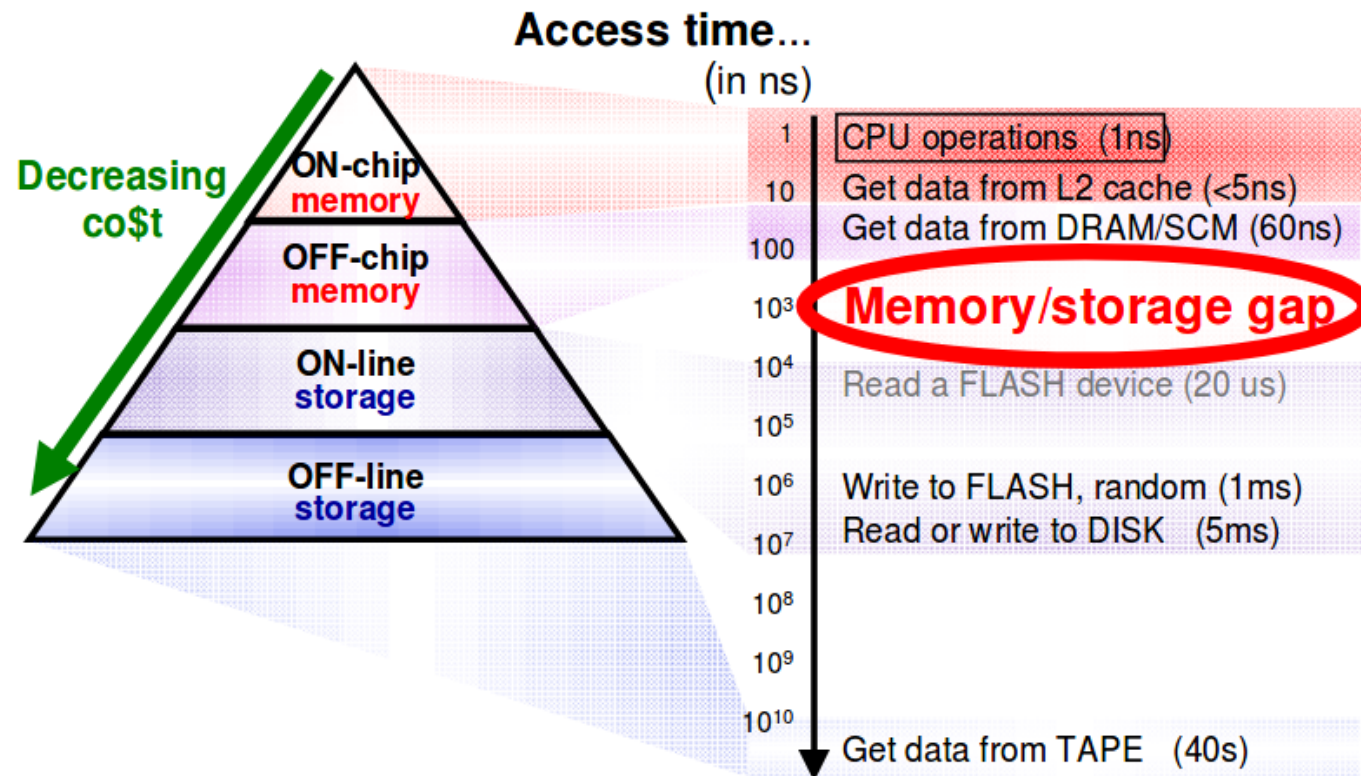 Access time...
(in ns)
Decreasing
co$t
ON-chip
memory
OFF-chip
memory
ON-line
storage
OFF-line
storage
1
CPU operations (1ns)
10
Get data from L2 cache (<5ns)
Get data from DRAM/SCM (60ns)
100
10³
Memory/storage gap
10⁴
Read a FLASH device (20 us)
10⁵
10⁶
Write to FLASH, random (1ms)
Read or write to DISK (5ms)
10⁷
10⁸
10⁹
10¹⁰
Get data from TAPE (40s)